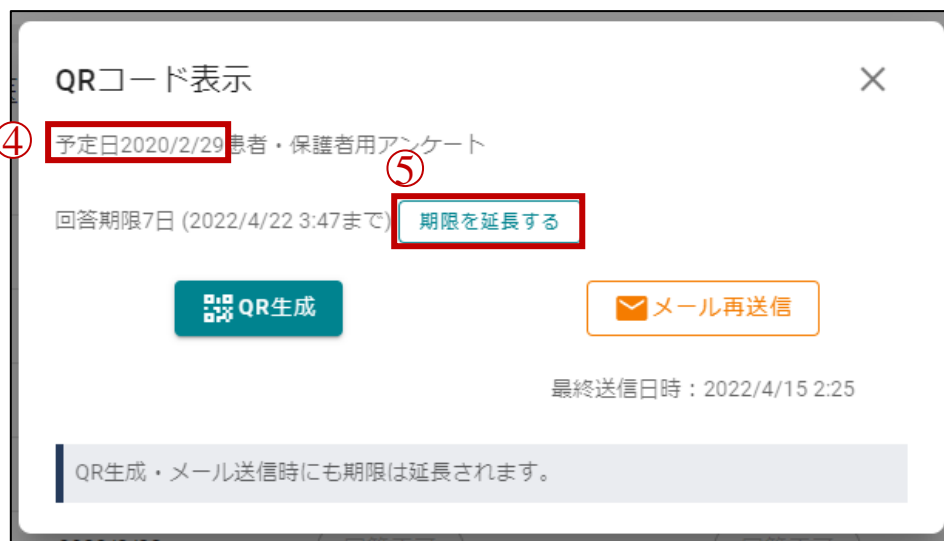 QRコード表示
④ 予定日2020/2/29患者・保護者用アンケート
⑤
回答期限7日 (2022/4/22 3:47まで) 期限を延長する
QR生成 メール再送信
最終送信日時：2022/4/15 2:25
QR生成・メール送信時にも期限は延長されます。